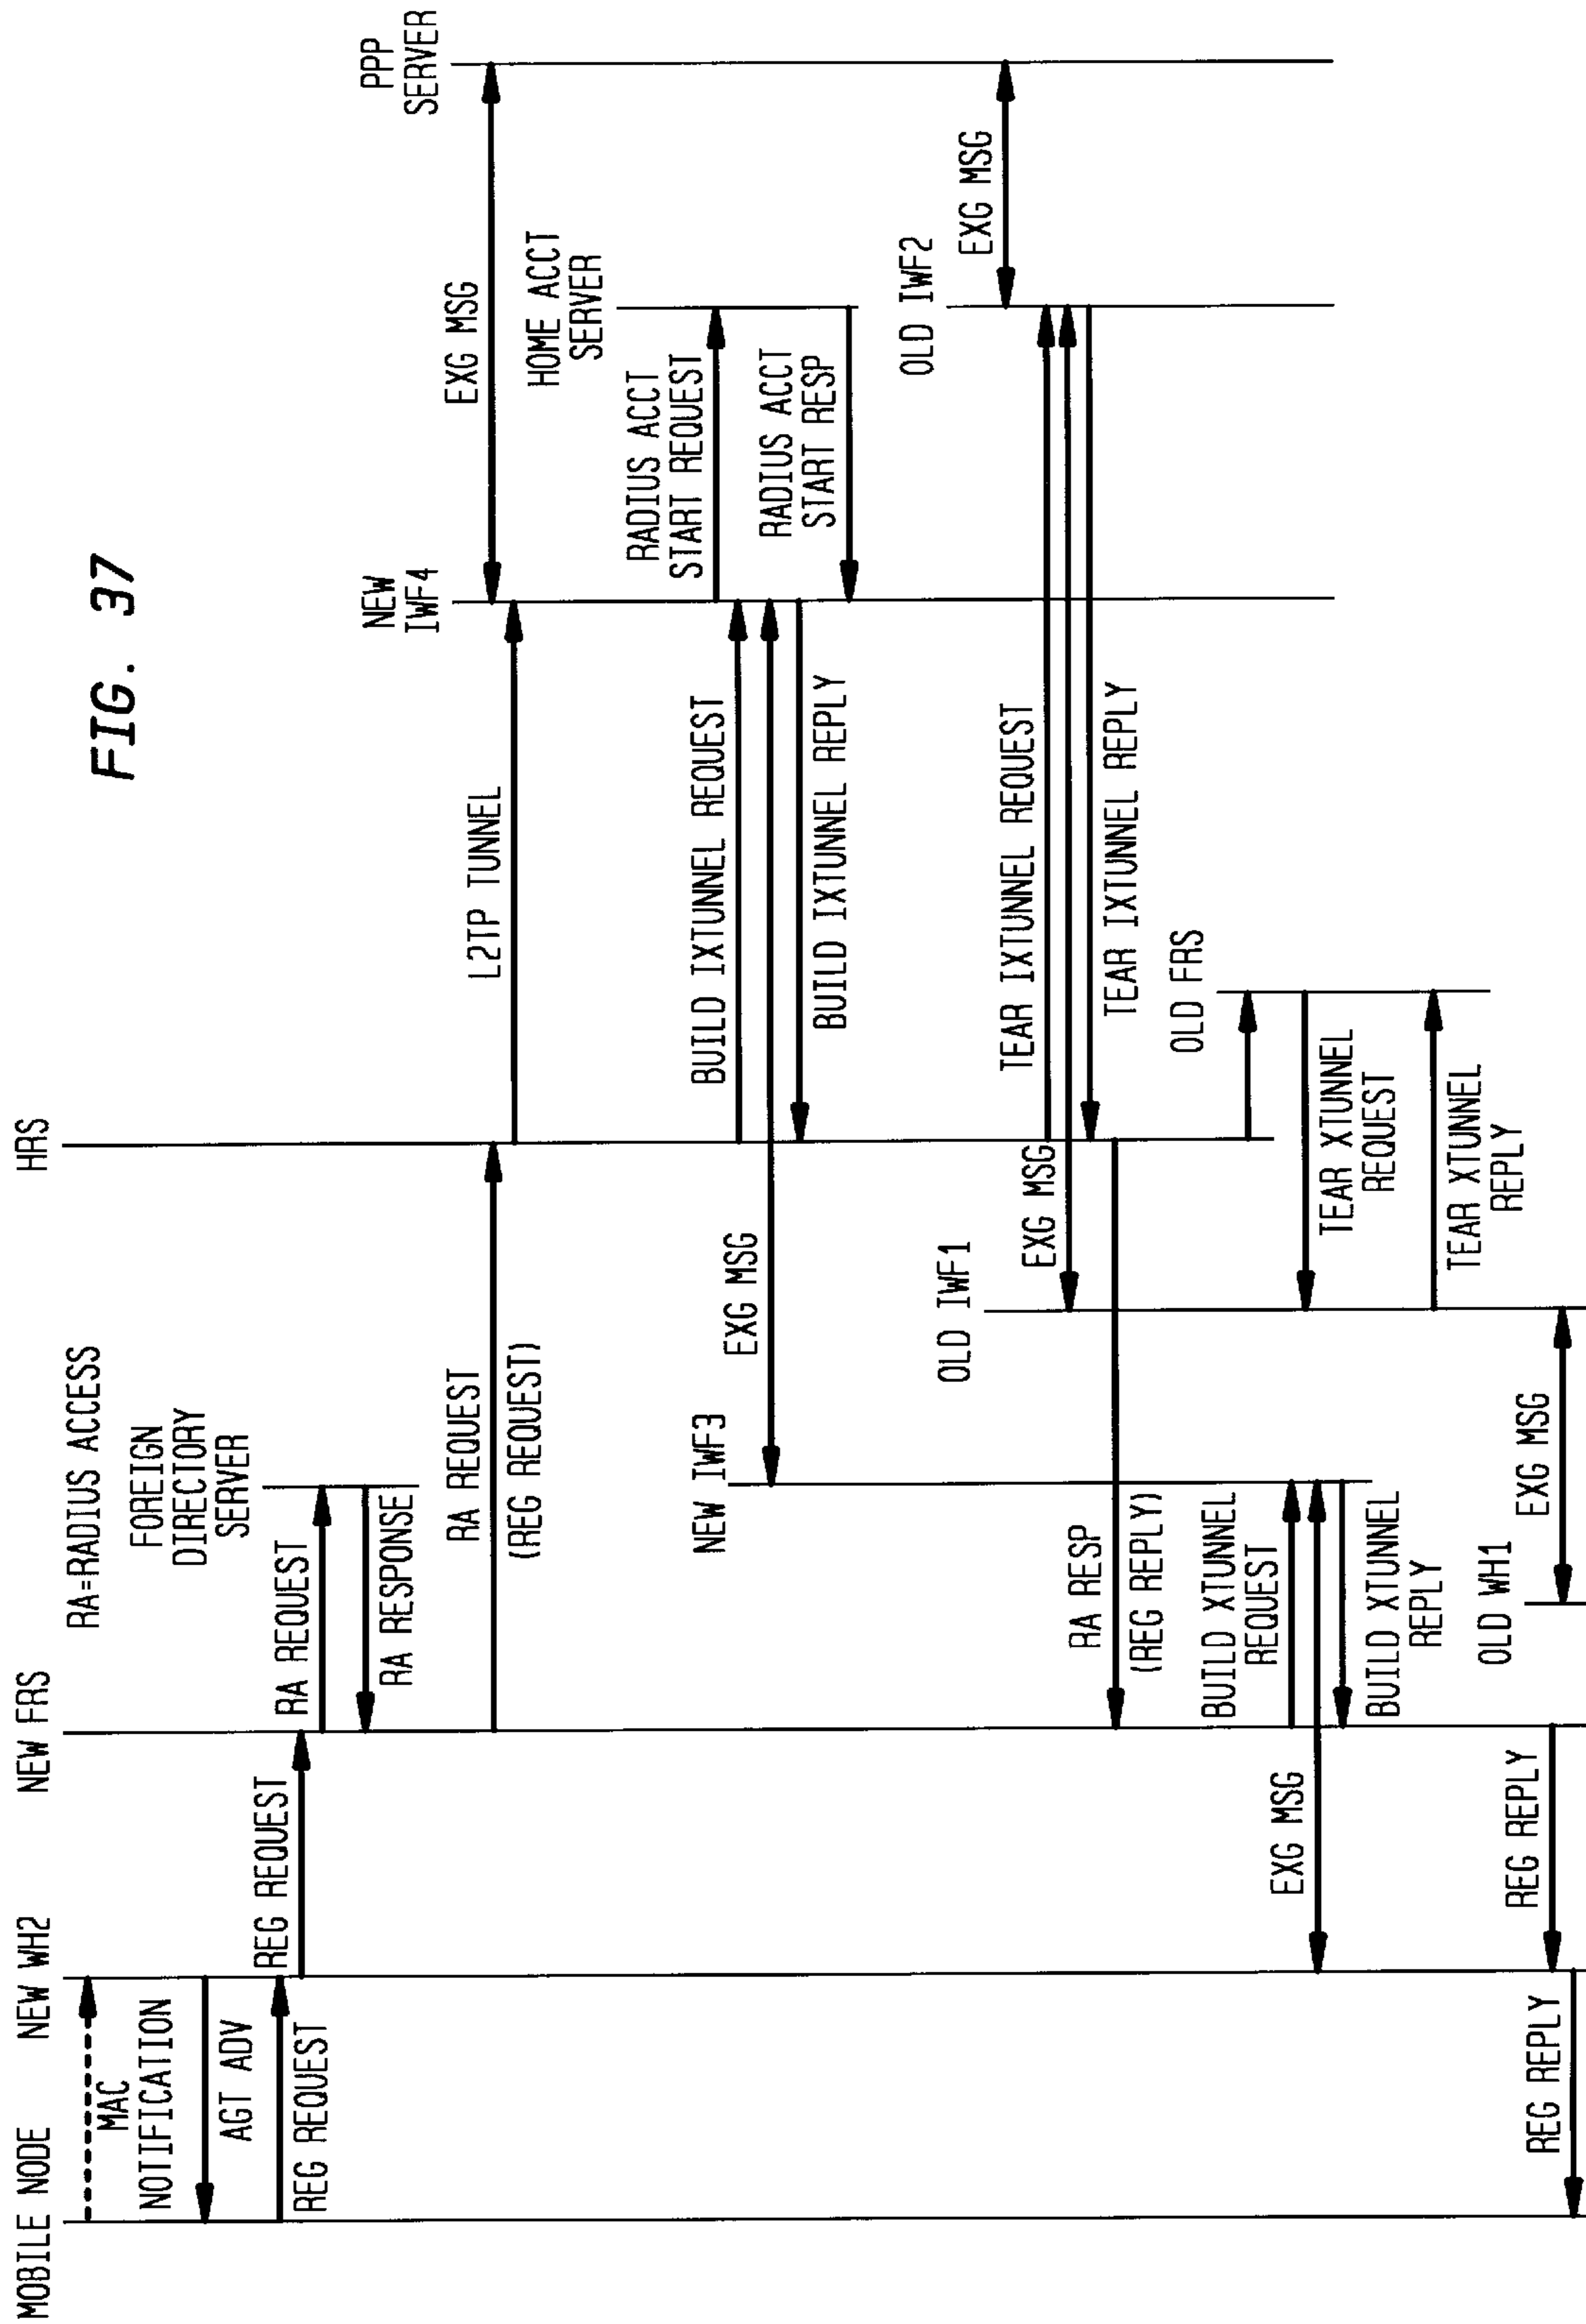 FIG. 37
MOBILE NODE
NEW WH2
NEW FRS
HRS
RA=RADIUS ACCESS
MAC
NOTIFICATION
AGT ADV
REG REQUEST
REG REQUEST
FOREIGN
DIRECTORY
SERVER
RA REQUEST
RA RESPONSE
RA REQUEST
(REG REQUEST)
L2TP TUNNEL
NEW
IWF4
PPP
SERVER
EXG MSG
HOME ACCT
SERVER
RADIUS ACCT
START REQUEST
BUILD IXTUNNEL REQUEST
NEW IWF3
EXG MSG
BUILD IXTUNNEL REPLY
RADIUS ACCT
START RESP
OLD IWF2
EXG MSG
OLD IWF1
TEAR IXTUNNEL REQUEST
EXG MSG
TEAR IXTUNNEL REPLY
RA RESP
(REG REPLY)
OLD FRS
BUILD XTUNNEL
REQUEST
EXG MSG
BUILD XTUNNEL
REPLY
TEAR XTUNNEL
REQUEST
TEAR XTUNNEL
REPLY
OLD WH1
EXG MSG
REG REPLY
REG REPLY